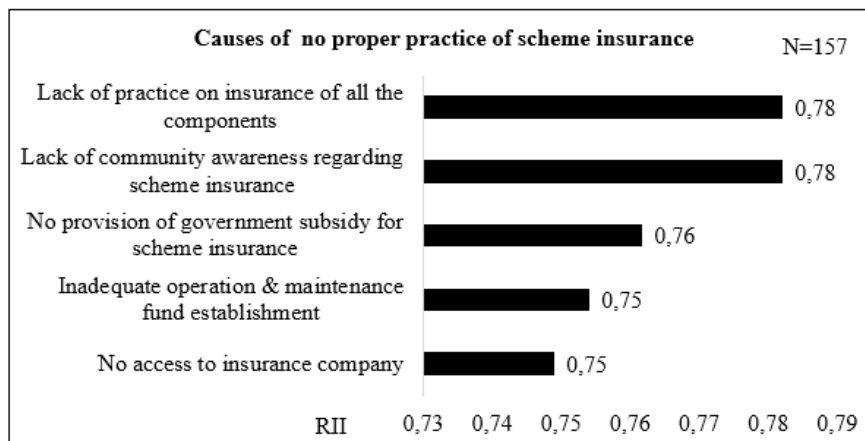 Causes of no proper practice of scheme insurance
N=157
Lack of practice on insurance of all the
components
0,78
Lack of community awareness regarding
scheme insurance
0,78
No provision of government subsidy for
scheme insurance
0,76
Inadequate operation & maintenance
fund establishment
0,75
No access to insurance company
0,75
RII 0,73 0,74 0,75 0,76 0,77 0,78 0,79